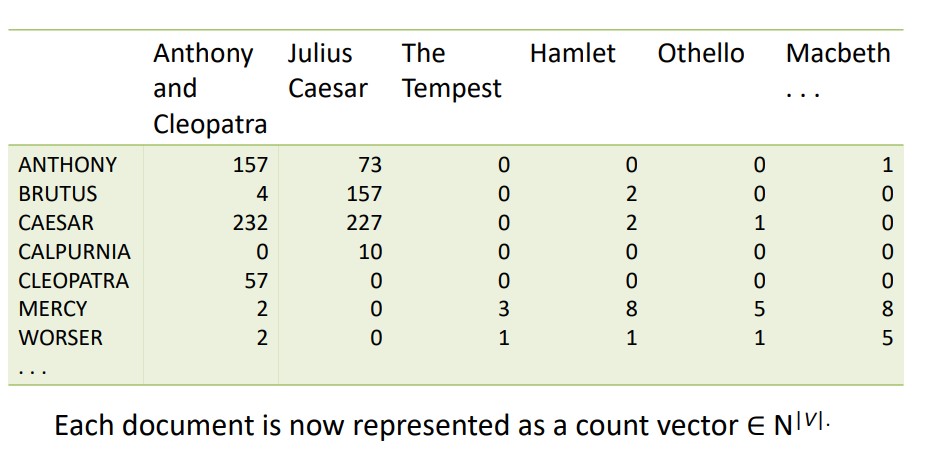 Anthony and Cleopatra Julius Caesar The Tempest Hamlet Othello Macbeth . . .
ANTHONY 157 73 0 0 0 1
BRUTUS 4 157 0 2 0 0
CAESAR 232 227 0 2 1 0
CALPURNIA 0 10 0 0 0 0
CLEOPATRA 57 0 0 0 0 0
MERCY 2 0 3 8 5 8
WORSER 2 0 1 1 1 5
. . .
Each document is now represented as a count vector ∈ N|V|.